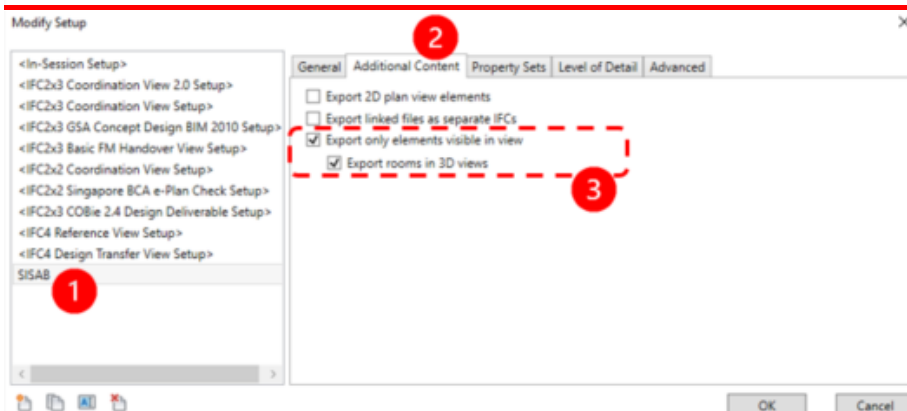 Modify Setup
2
<In-Session Setup>
<IFC2x3 Coordination View 2.0 Setup>
<IFC2x3 Coordination View Setup>
<IFC2x3 GSA Concept Design BIM 2010 Setup>
<IFC2x3 Basic FM Handover View Setup>
<IFC2x2 Coordination View Setup>
<IFC2x2 Singapore BCA e-Plan Check Setup>
<IFC2x3 COBie 2.4 Design Deliverable Setup>
<IFC4 Reference View Setup>
<IFC4 Design Transfer View Setup>
SISAB
1
General Additional Content Property Sets Level of Detail Advanced
Export 2D plan view elements
Export linked files as separate IFCs
Export only elements visible in view
Export rooms in 3D views
3
OK Cancel